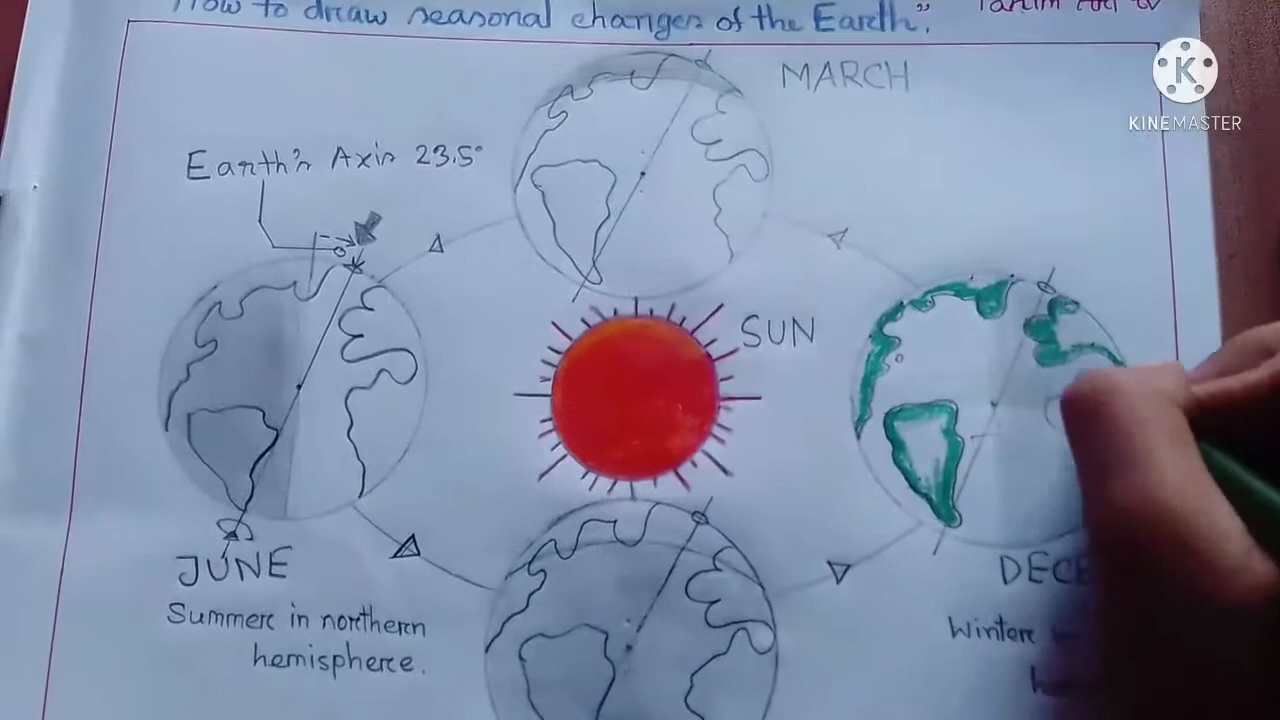 How to draw seasonal changes of the Earth".
MARCH
KINEMASTER
Earth's Axis 23.5°
SUN
JUNE
Summer in northern
hemisphere.
DECE
Winter